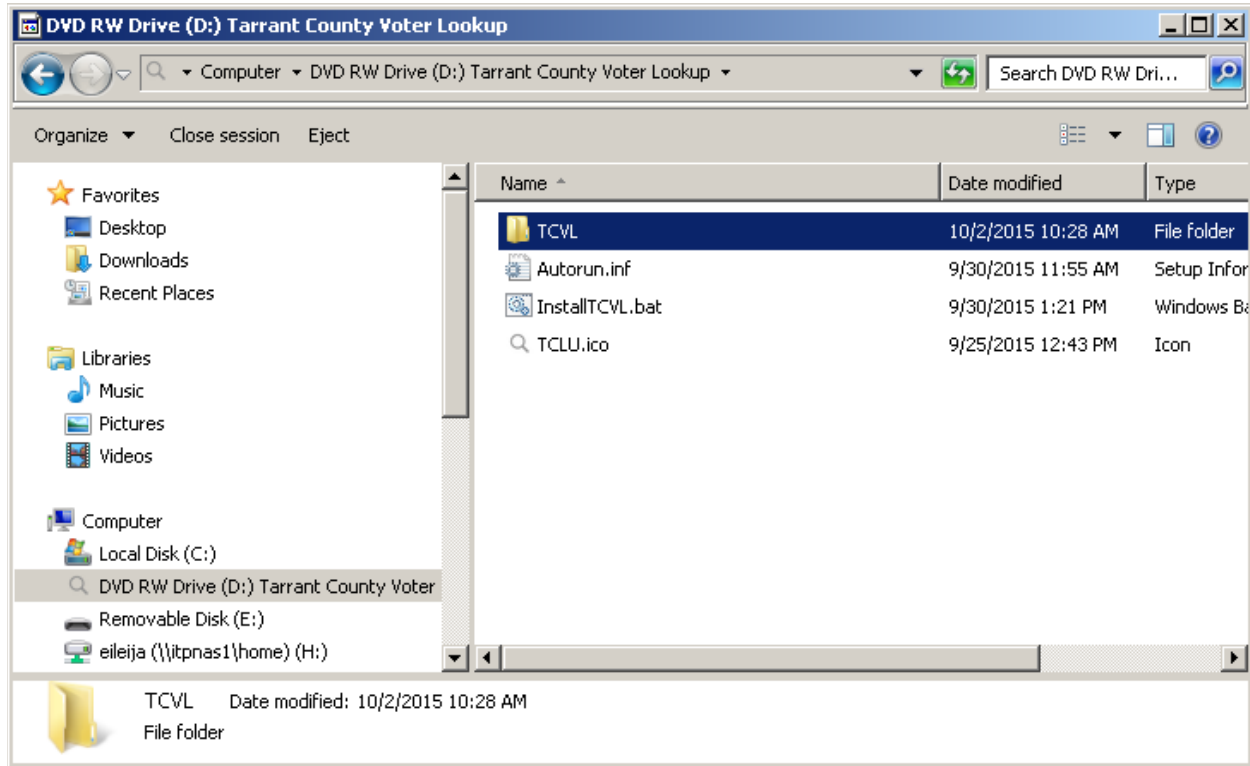 DVD RW Drive (D:) Tarrant County Voter Lookup
Computer DVD RW Drive (D:) Tarrant County Voter Lookup Search DVD RW Dri...
Organize Close session Eject
Favorites
Desktop
Downloads
Recent Places
Libraries
Music
Pictures
Videos
Computer
Local Disk (C:)
DVD RW Drive (D:) Tarrant County Voter
Removable Disk (E:)
eileija (\\itpnas1\home) (H:)
Name Date modified Type
TCVL 10/2/2015 10:28 AM File folder
Autorun.inf 9/30/2015 11:55 AM Setup Infor
InstallTCVL.bat 9/30/2015 1:21 PM Windows Ba
TCLU.ico 9/25/2015 12:43 PM Icon
TCVL Date modified: 10/2/2015 10:28 AM
File folder